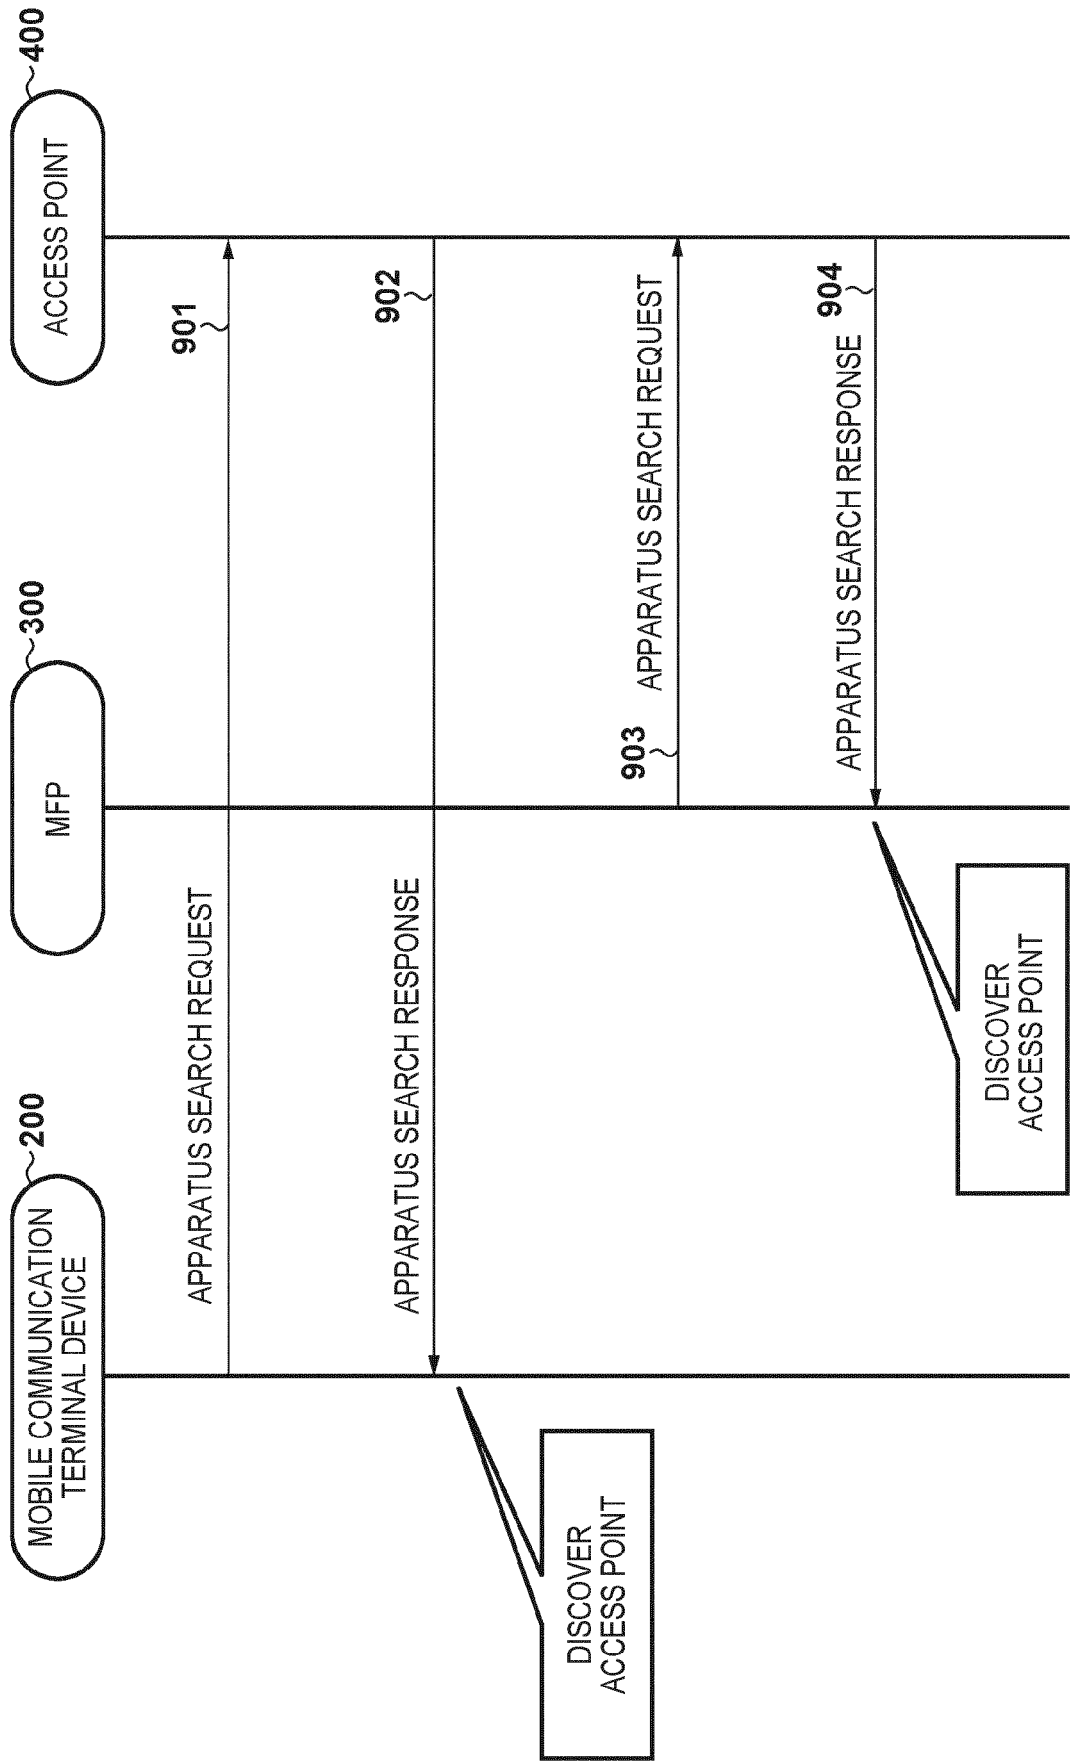 MOBILE COMMUNICATION
TERMINAL DEVICE
200
MFP
300
ACCESS POINT
400
APPARATUS SEARCH REQUEST
901
APPARATUS SEARCH RESPONSE
902
DISCOVER
ACCESS POINT
903
APPARATUS SEARCH REQUEST
APPARATUS SEARCH RESPONSE
904
DISCOVER
ACCESS POINT